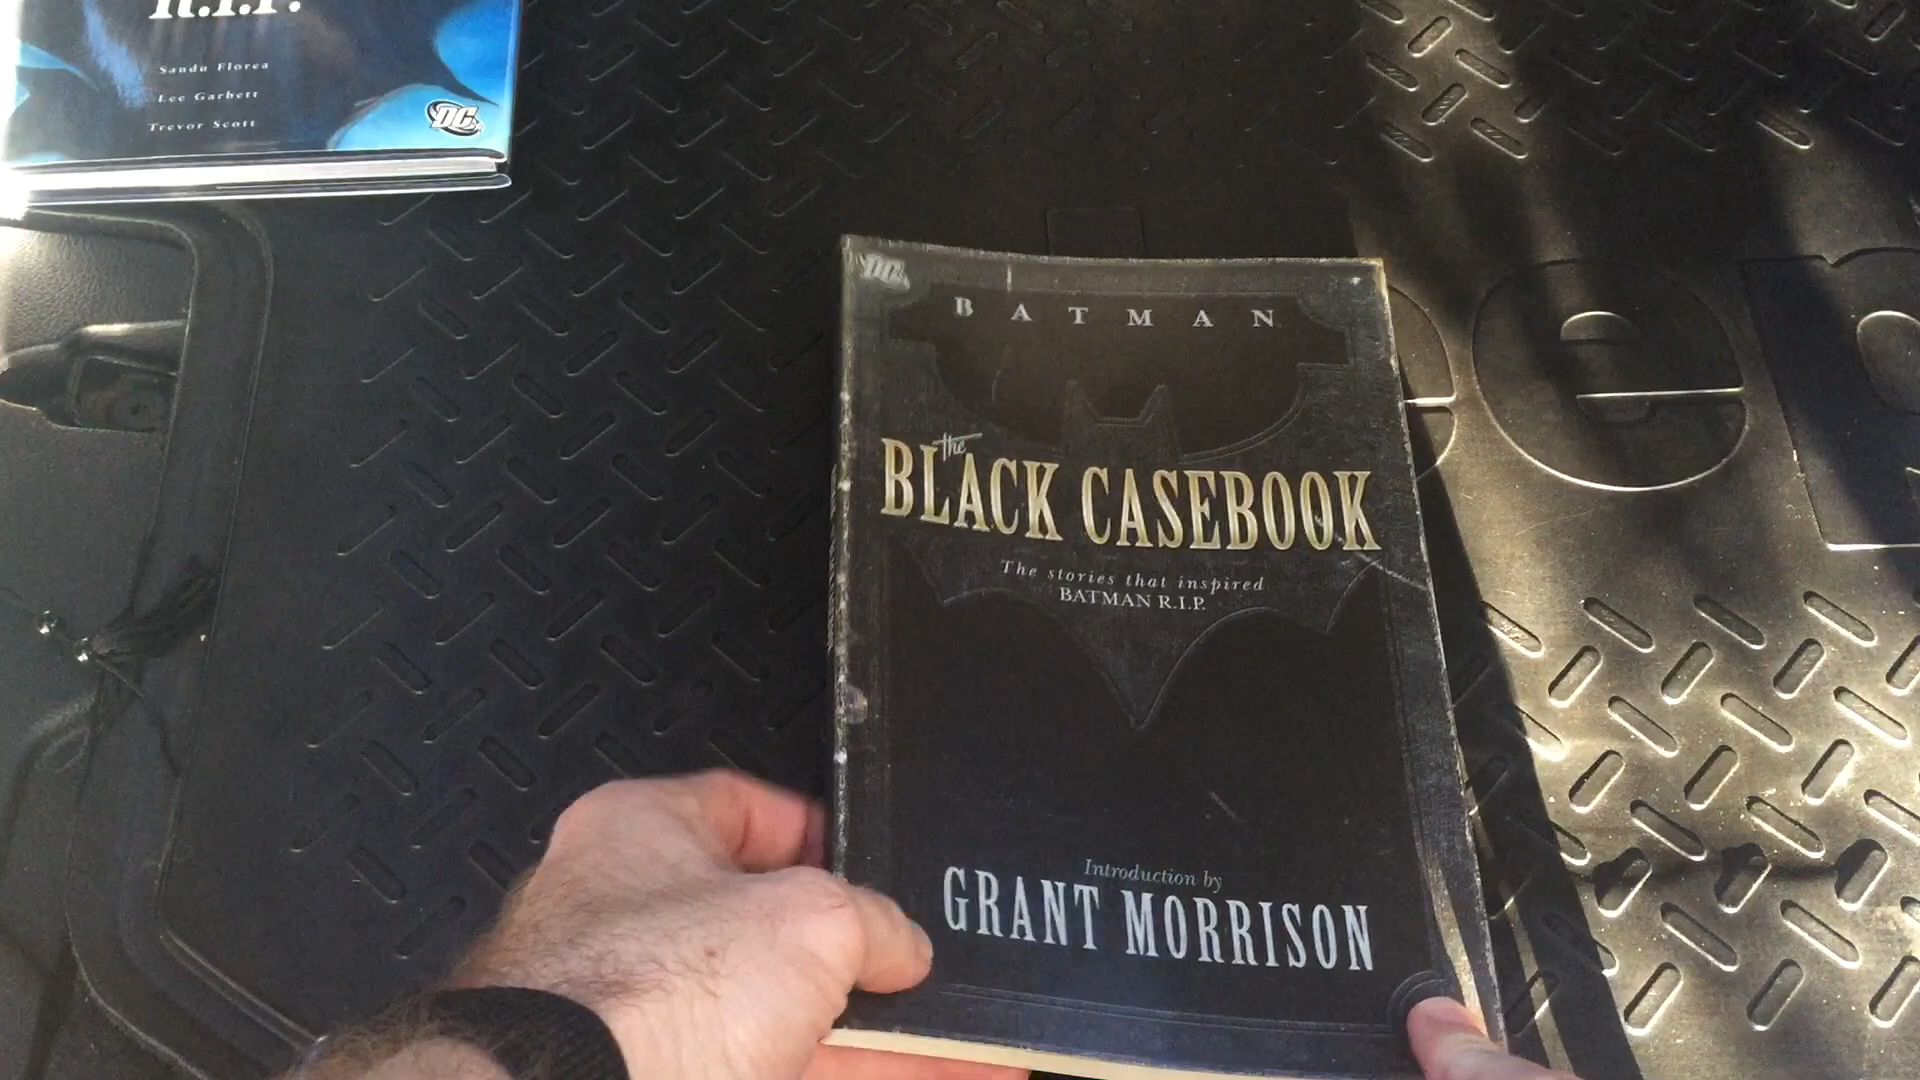 R.I.P.
Sandu Florea
Lee Garbett
Trevor Scott
DC
DC
BATMAN
the
BLACK CASEBOOK
The stories that inspired
BATMAN R.I.P.
Introduction by
GRANT MORRISON
eep